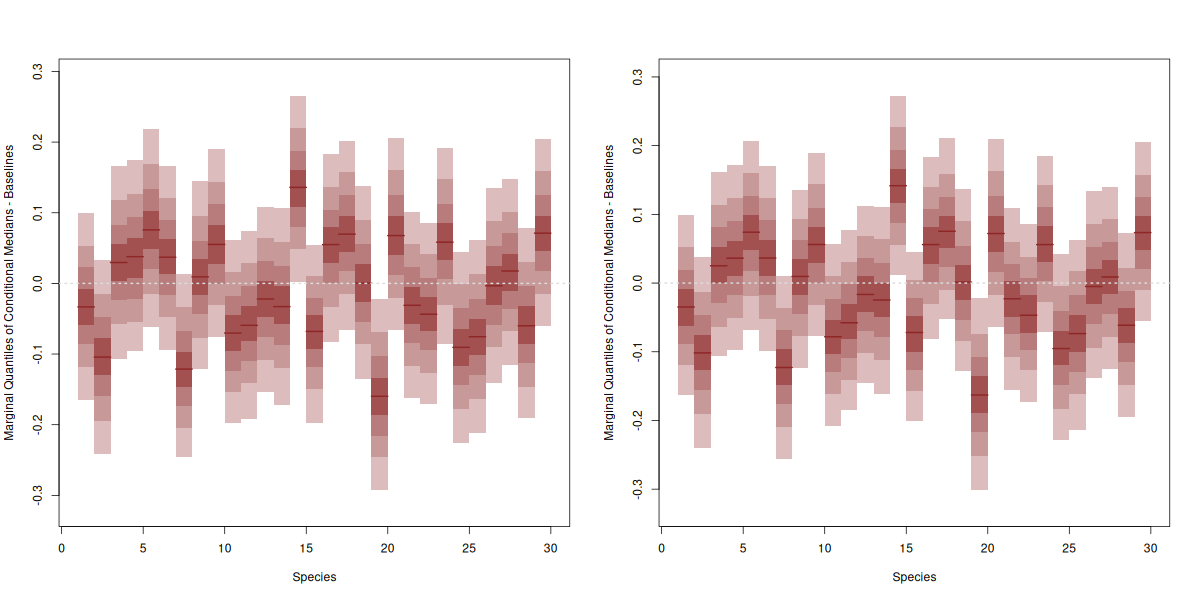 Marginal Quantiles of Conditional Medians - Baselines
0.3
0.2
0.1
0.0
-0.1
-0.2
-0.3
0 5 10 15 20 25 30
Species
Marginal Quantiles of Conditional Medians - Baselines
0.3
0.2
0.1
0.0
-0.1
-0.2
-0.3
0 5 10 15 20 25 30
Species